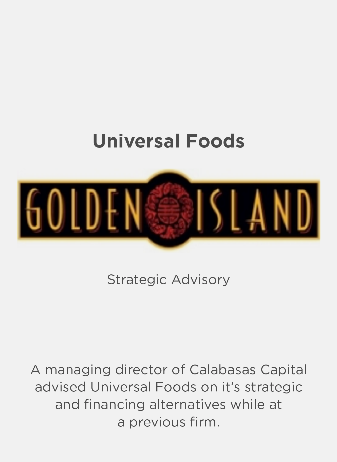 Universal Foods
GOLDEN ISLAND
Strategic Advisory
A managing director of Calabasas Capital
advised Universal Foods on it's strategic
and financing alternatives while at
a previous firm.